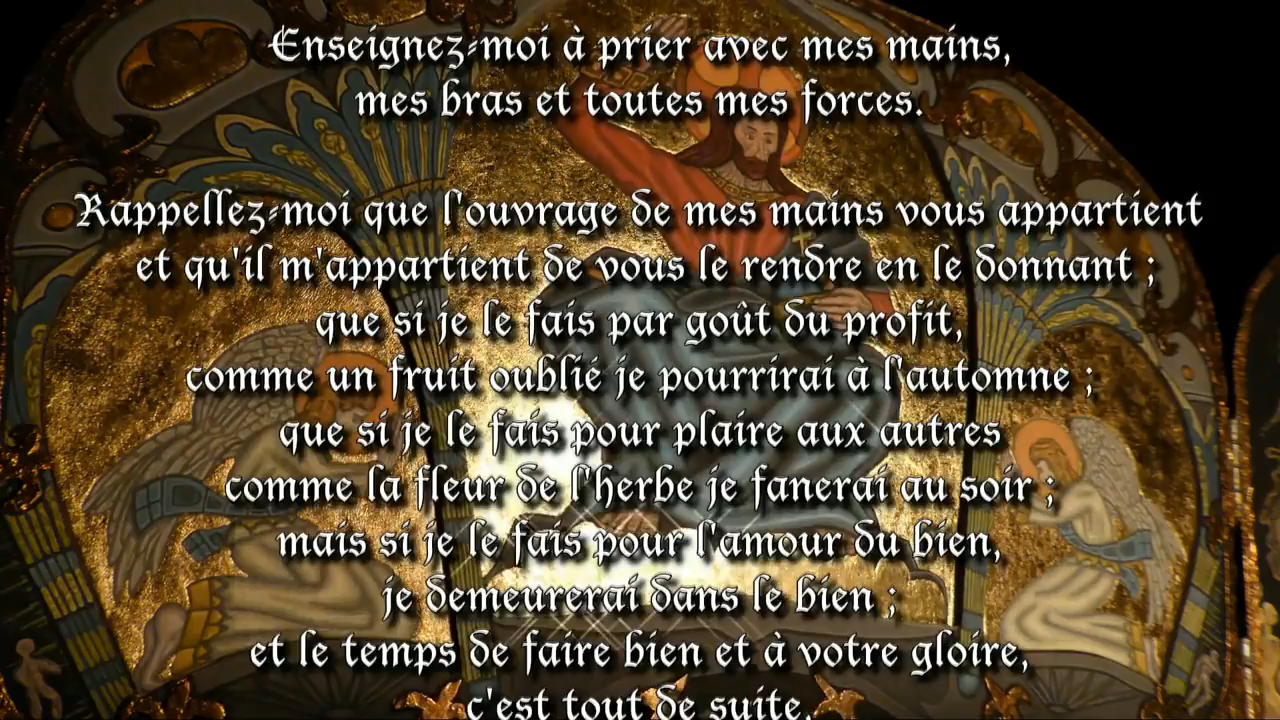 Enseignez-moi à prier avec mes mains,
mes bras et toutes mes forces.
Rappellez-moi que l'ouvrage de mes mains vous appartient
et qu'il m'appartient de vous le rendre en le donnant ;
que si je le fais par goût du profit,
comme un fruit oublié je pourrirai à l'automne ;
que si je le fais pour plaire aux autres
comme la fleur de l'herbe je fanerai au soir ;
mais si je le fais pour l'amour du bien,
je demeurerai dans le bien ;
et le temps de faire bien et à votre gloire,
c'est tout de suite.